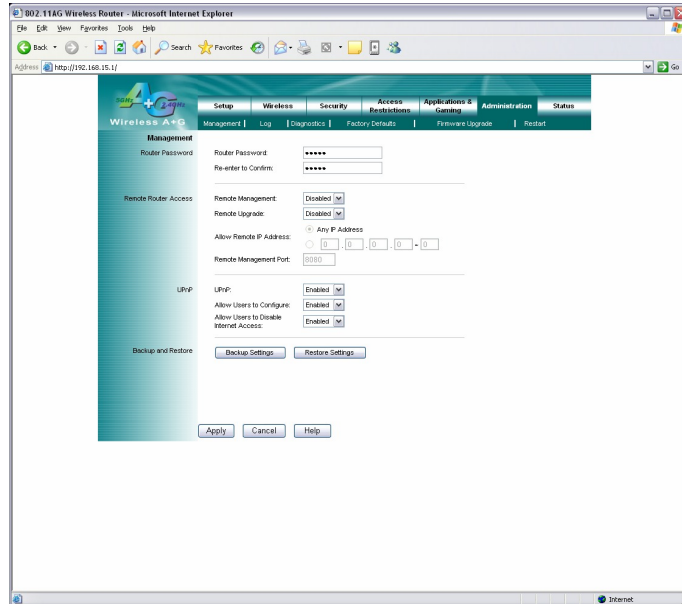 802.11AG Wireless Router - Microsoft Internet Explorer
File Edit View Favorites Tools Help
Back Search Favorites
Address http://192.168.15.1/ Go
5GHz A+G 2.4GHz
Wireless A+G
Setup Wireless Security Access Restrictions Applications & Gaming Administration Status
Management | Log | Diagnostics | Factory Defaults | Firmware Upgrade | Restart
Management
Router Password Router Password: •••••
Re-enter to Confirm: •••••
Remote Router Access Remote Management: Disabled
Remote Upgrade: Disabled
Allow Remote IP Address: Any IP Address
0 . 0 . 0 . 0 - 0
Remote Management Port: 8080
UPnP UPnP: Enabled
Allow Users to Configure: Enabled
Allow Users to Disable Internet Access: Enabled
Backup and Restore Backup Settings Restore Settings
Apply Cancel Help
Internet